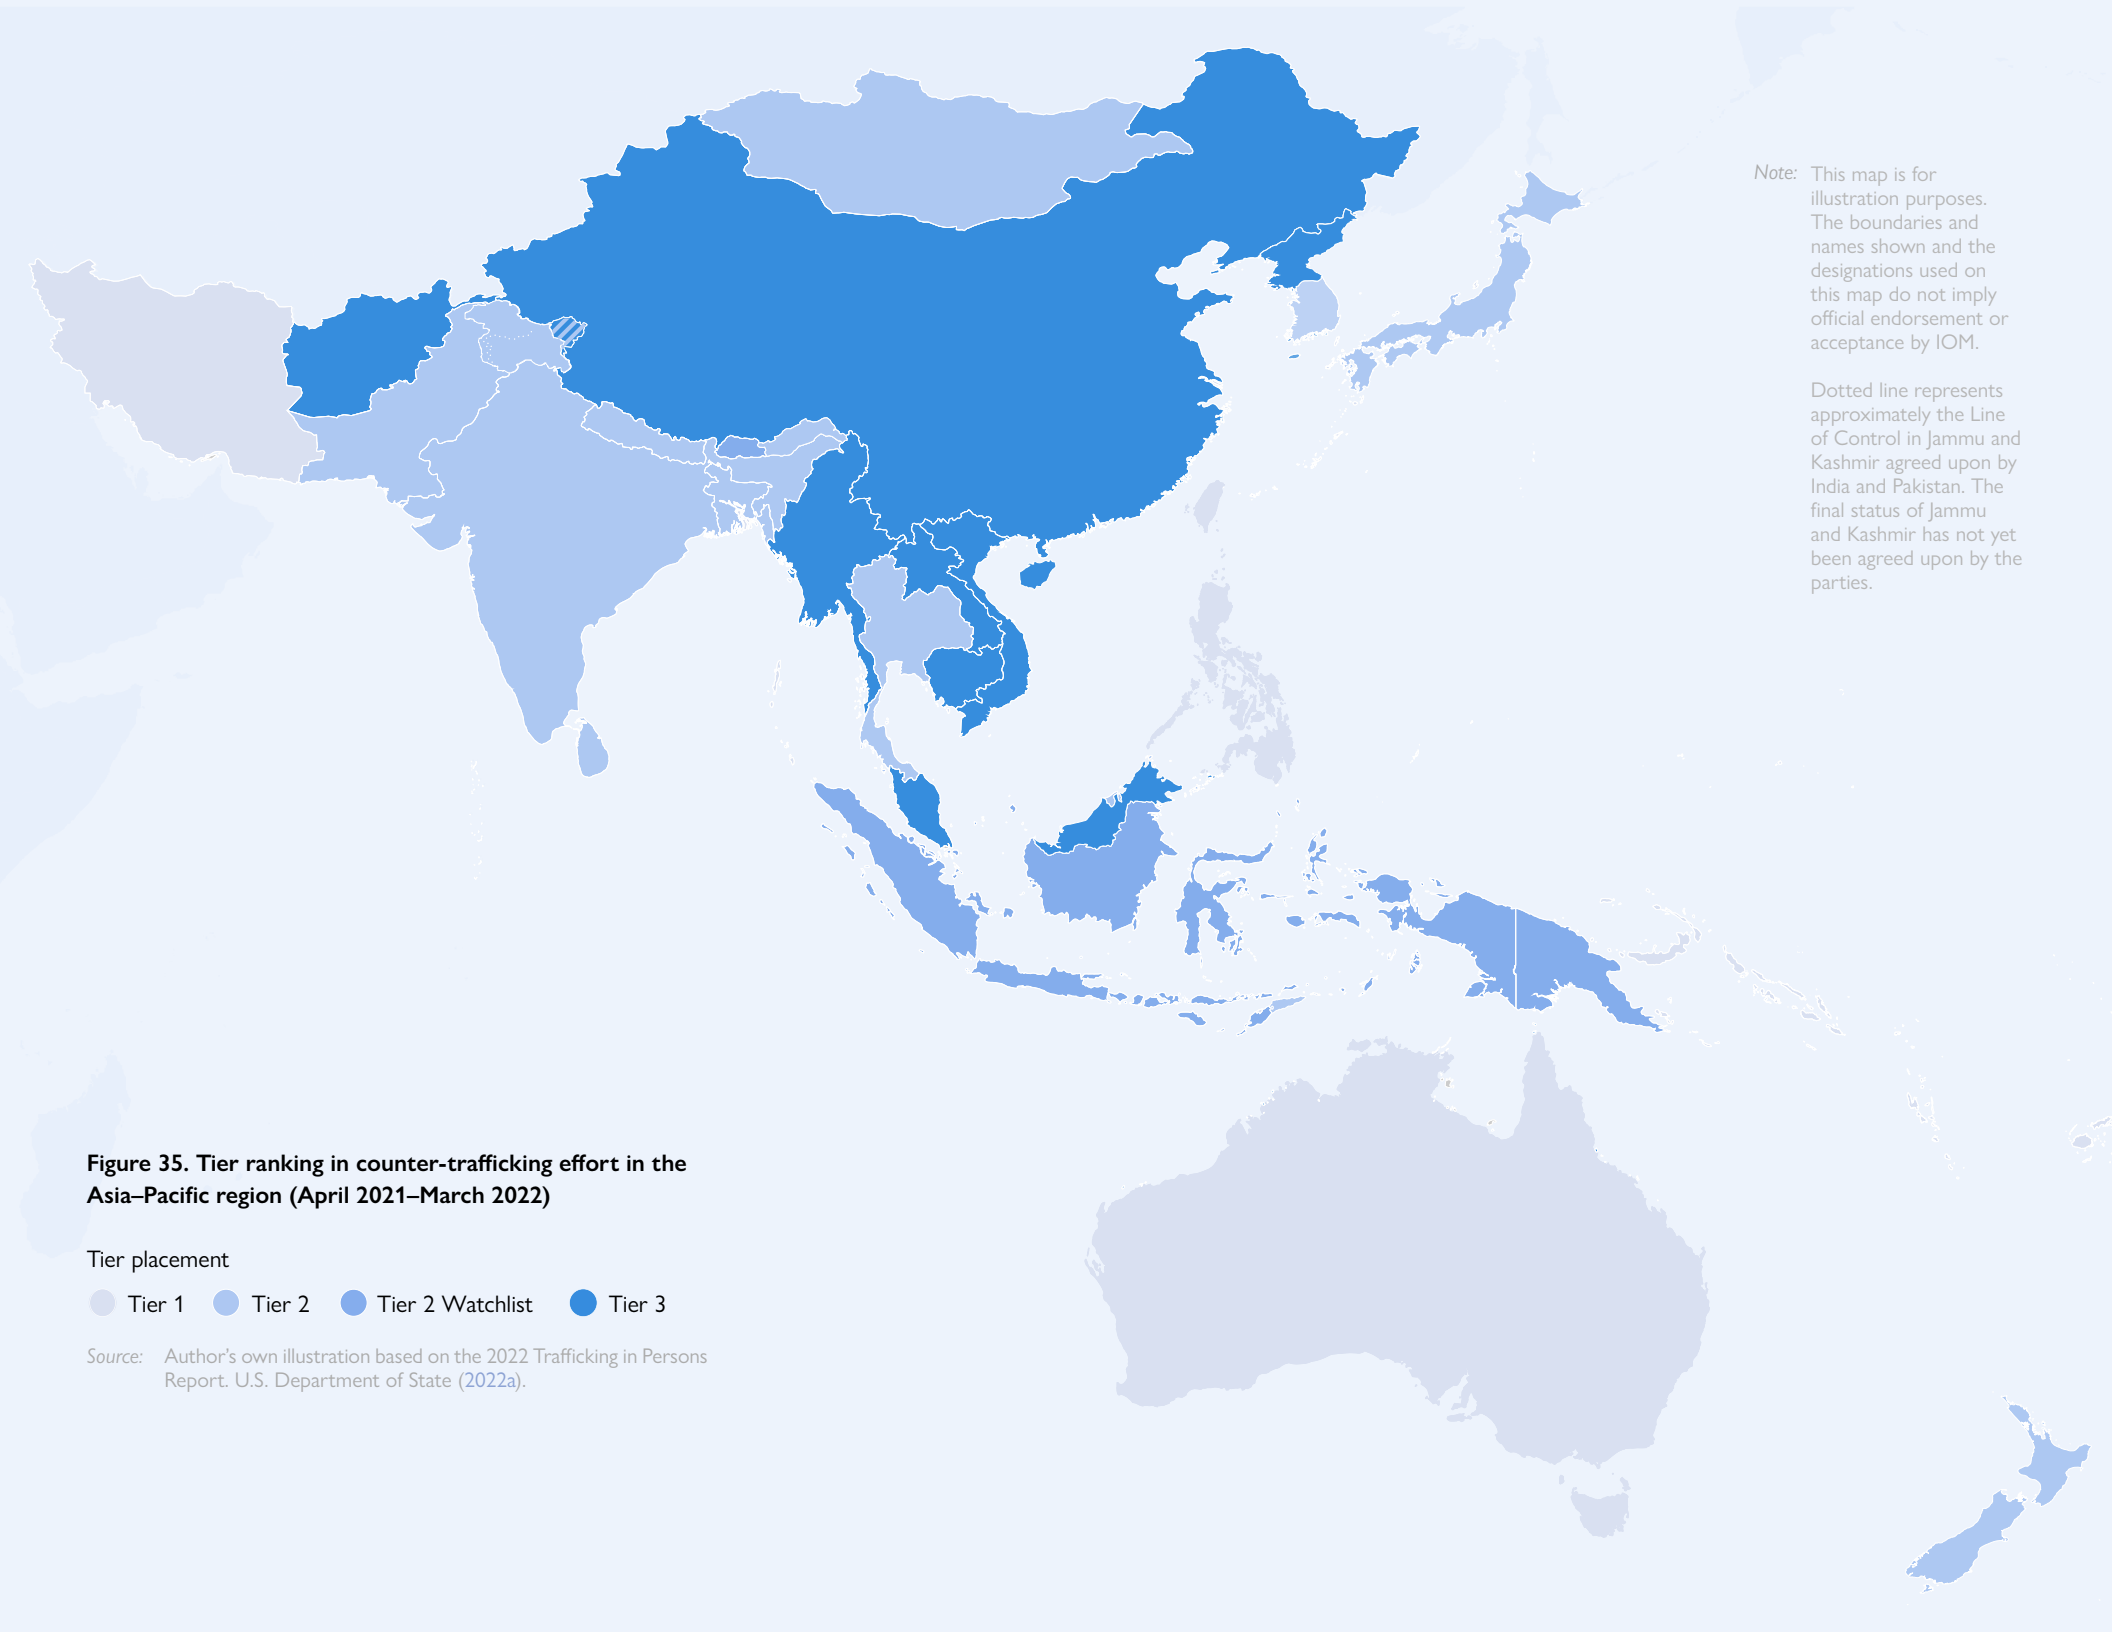 Note: This map is for
illustration purposes.
The boundaries and
names shown and the
designations used on
this map do not imply
official endorsement or
acceptance by IOM.
Dotted line represents
approximately the Line
of Control in Jammu and
Kashmir agreed upon by
India and Pakistan. The
final status of Jammu
and Kashmir has not yet
been agreed upon by the
parties.
Figure 35. Tier ranking in counter-trafficking effort in the
Asia–Pacific region (April 2021–March 2022)
Tier placement
Tier 1 Tier 2 Tier 2 Watchlist Tier 3
Source: Author's own illustration based on the 2022 Trafficking in Persons
Report. U.S. Department of State (2022a).